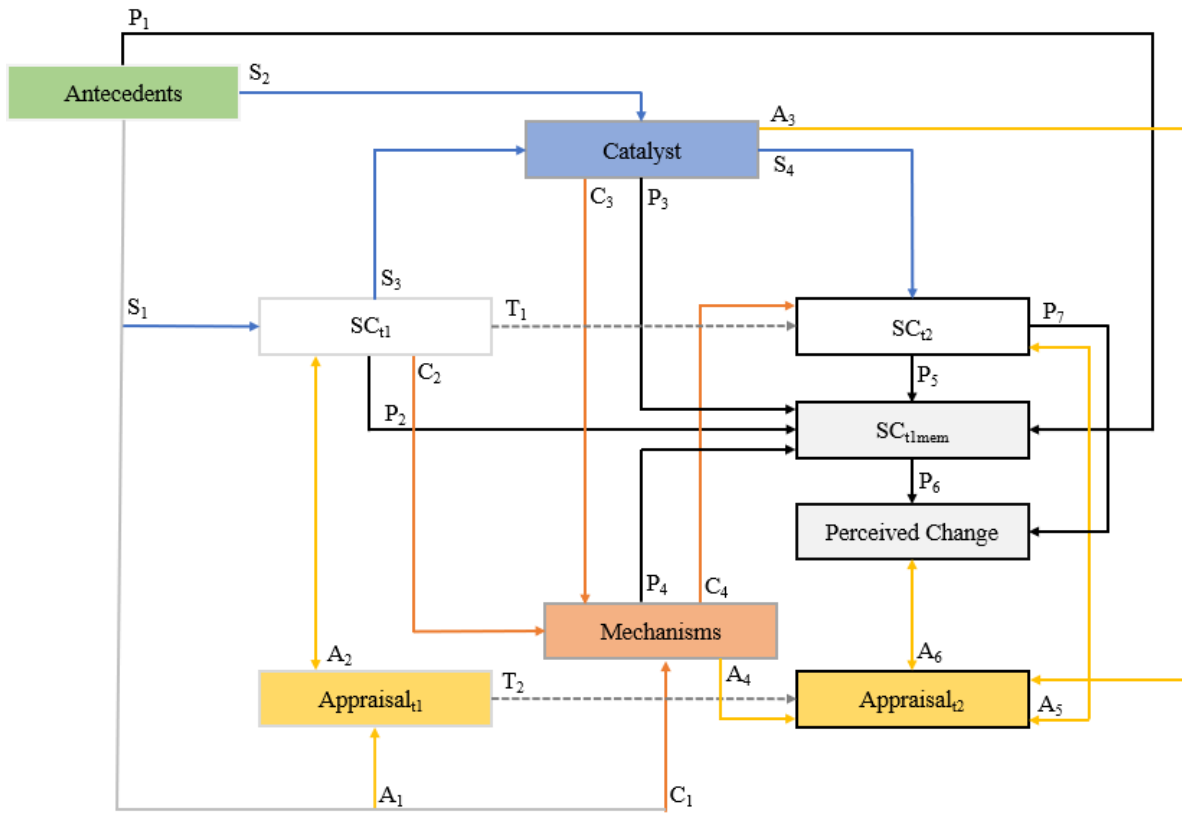 P₁
Antecedents
S₂
A₃
Catalyst
S₄
C₃
P₃
S₃
S₁
T₁
P₇
SCₜ₁
SCₜ₂
C₂
P₅
P₂
SCₜ₁ₘₑₘ
P₆
Perceived Change
P₄
C₄
Mechanisms
A₂
A₆
T₂
A₄
Appraisalₜ₁
Appraisalₜ₂
A₅
A₁
C₁